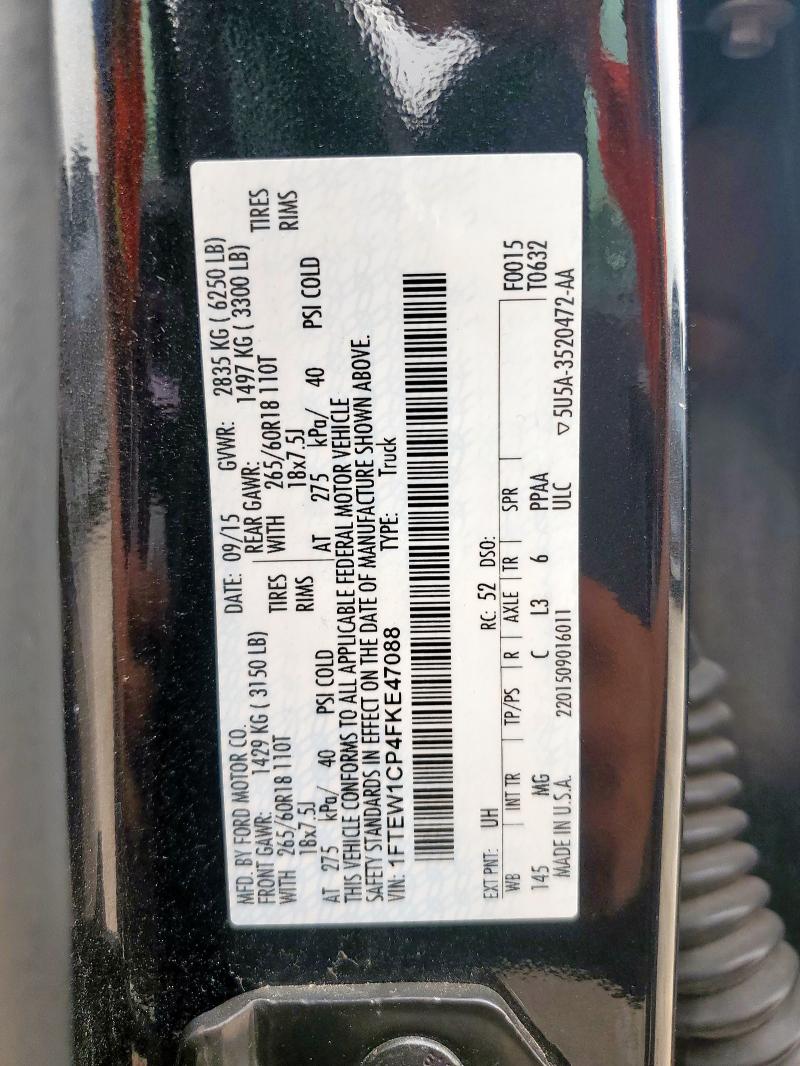 MFD. BY FORD MOTOR CO.
DATE: 09/15 GVWR: 2835 KG ( 6250 LB)
FRONT GAWR: 1429 KG ( 3150 LB)
REAR GAWR: 1497 KG ( 3300 LB)
WITH 265/60R18 110T TIRES
WITH 265/60R18 110T TIRES
18x7.5J RIMS
18x7.5J RIMS
AT 275 kPa/ 40 PSI COLD
AT 275 kPa/ 40 PSI COLD
THIS VEHICLE CONFORMS TO ALL APPLICABLE FEDERAL MOTOR VEHICLE
SAFETY STANDARDS IN EFFECT ON THE DATE OF MANUFACTURE SHOWN ABOVE.
VIN: 1FTEW1CP4FKE47088 TYPE: Truck
EXT PNT: UH RC: 52 DSO: F0015
WB INT TR TP/PS R AXLE TR SPR T0632
145 MG C L3 6 PPAA
MADE IN U.S.A. 2201509016011 ULC ▽5U5A-3520472-AA